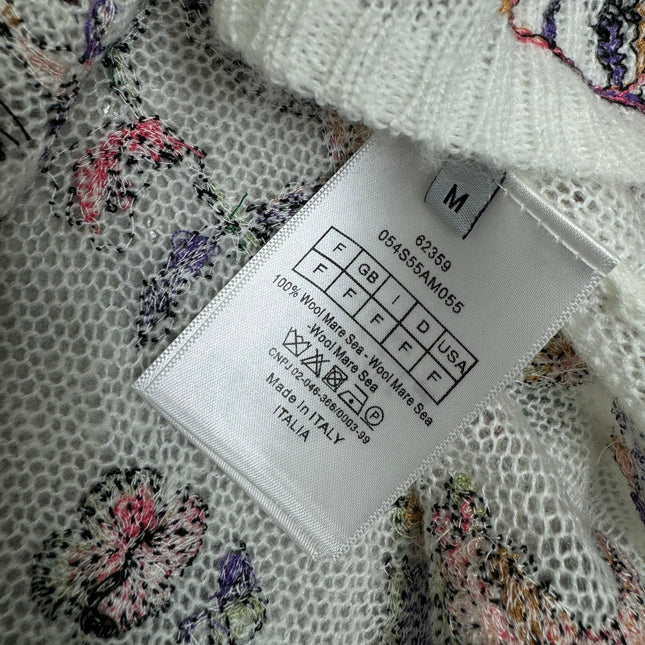 M
62359
054S55AM055
F GB I D USA
F F F F F
100% Wool Mare Sea - Wool Mare Sea
-Wool Mare Sea
CNPJ 02-046-366/0003-99
Made in ITALY
ITALIA